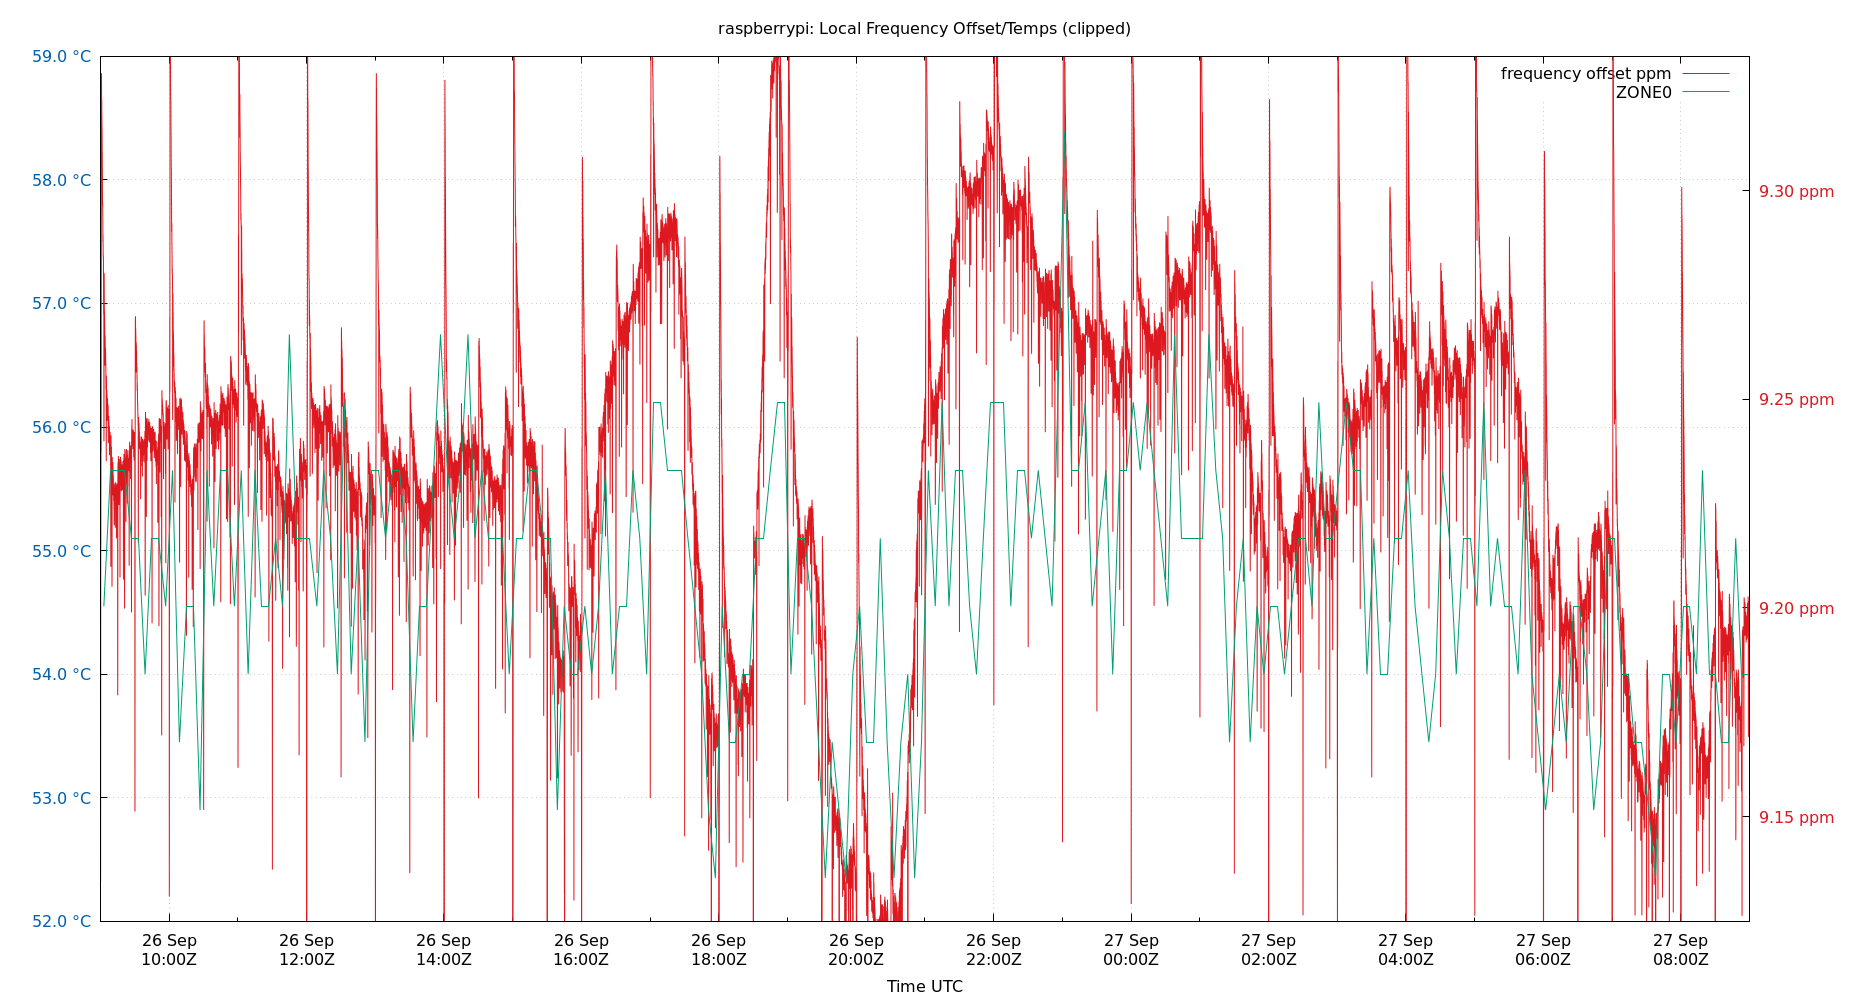 raspberrypi: Local Frequency Offset/Temps (clipped)
59.0 °C
58.0 °C
57.0 °C
56.0 °C
55.0 °C
54.0 °C
53.0 °C
52.0 °C
frequency offset ppm
ZONE0
9.30 ppm
9.25 ppm
9.20 ppm
9.15 ppm
26 Sep
10:00Z
26 Sep
12:00Z
26 Sep
14:00Z
26 Sep
16:00Z
26 Sep
18:00Z
26 Sep
20:00Z
26 Sep
22:00Z
27 Sep
00:00Z
27 Sep
02:00Z
27 Sep
04:00Z
27 Sep
06:00Z
27 Sep
08:00Z
Time UTC